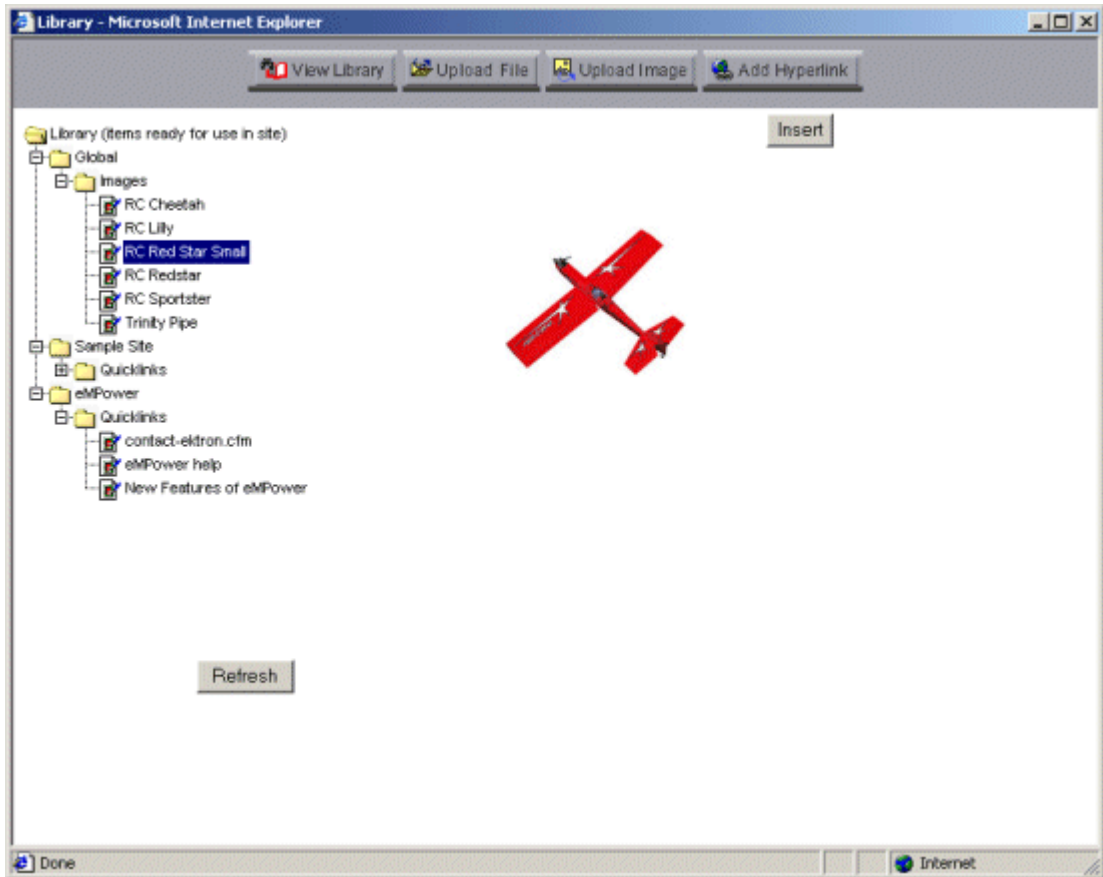 Library - Microsoft Internet Explorer
View Library Upload File Upload Image Add Hyperlink
Insert
Library (items ready for use in site)
Global
Images
RC Cheetah
RC Lilly
RC Red Star Small
RC Redstar
RC Sportster
Trinity Pipe
Sample Site
Quicklinks
eMPower
Quicklinks
contact-ektron.cfm
eMPower help
New Features of eMPower
Refresh
Done Internet